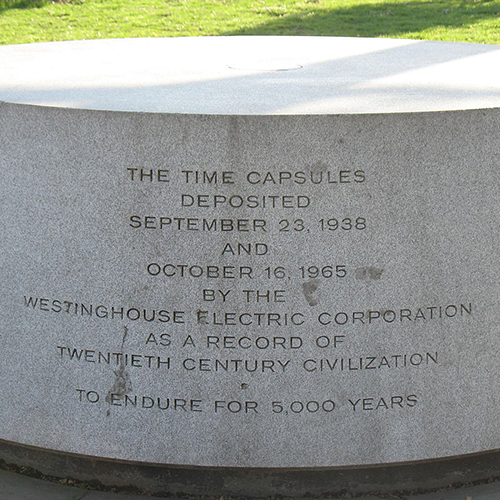 THE TIME CAPSULES
DEPOSITED
SEPTEMBER 23, 1938
AND
OCTOBER 16, 1965
BY THE
WESTINGHOUSE ELECTRIC CORPORATION
AS A RECORD OF
TWENTIETH CENTURY CIVILIZATION
TO ENDURE FOR 5,000 YEARS